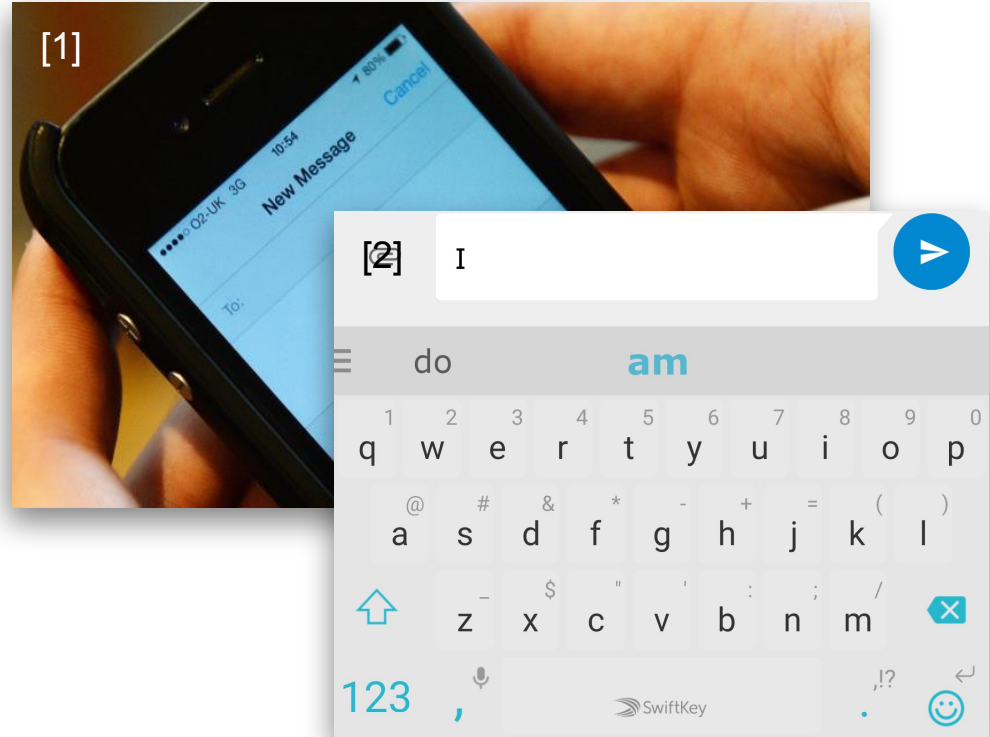 [1]
80%
Cancel
10:54
New Message
O2-UK 3G
To:
[2]
I
do am
1 2 3 4 5 6 7 8 9 0
q w e r t y u i o p
@ # & * - + = ( )
a s d f g h j k l
_ $ " ' : ; /
z x c v b n m
,!?
123 , SwiftKey .